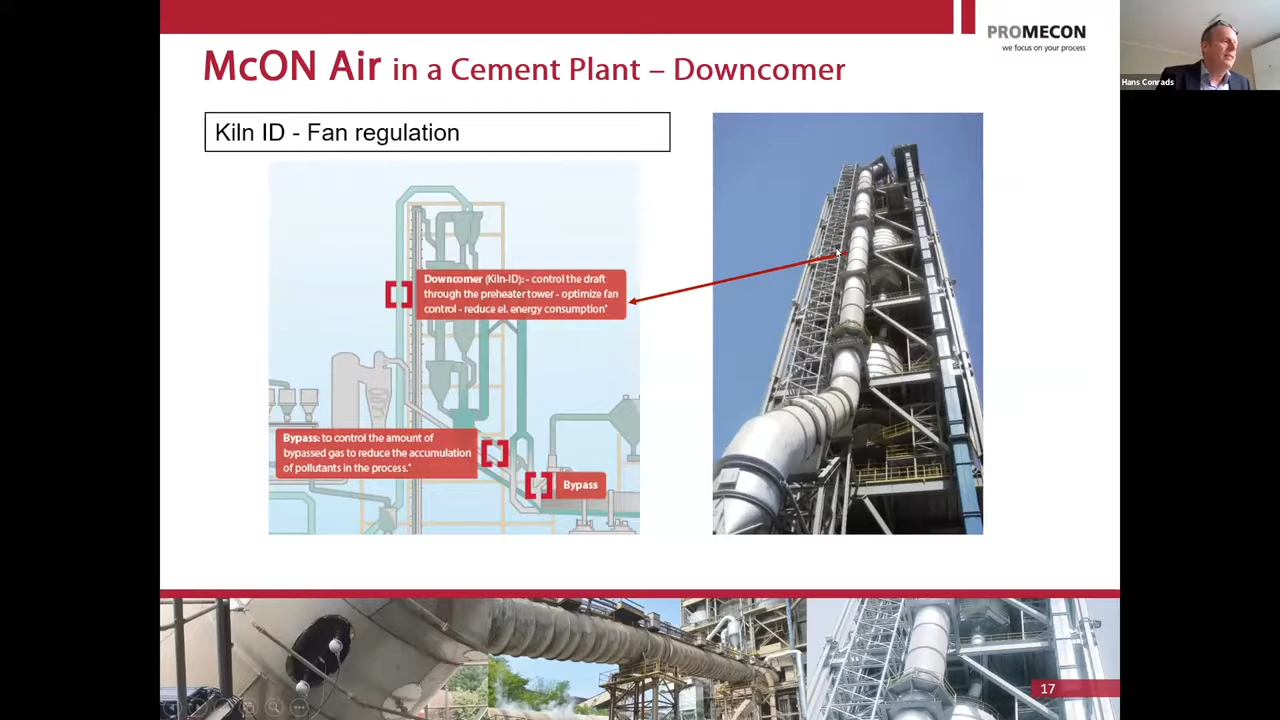 PROMECON
we focus on your process
Hans Conrads
McON Air in a Cement Plant – Downcomer
Kiln ID - Fan regulation
Downcomer (Kiln-ID): - control the draft
through the preheater tower - optimize fan
control - reduce el. energy consumption*
Bypass: to control the amount of
bypassed gas to reduce the accumulation
of pollutants in the process.*
Bypass
17